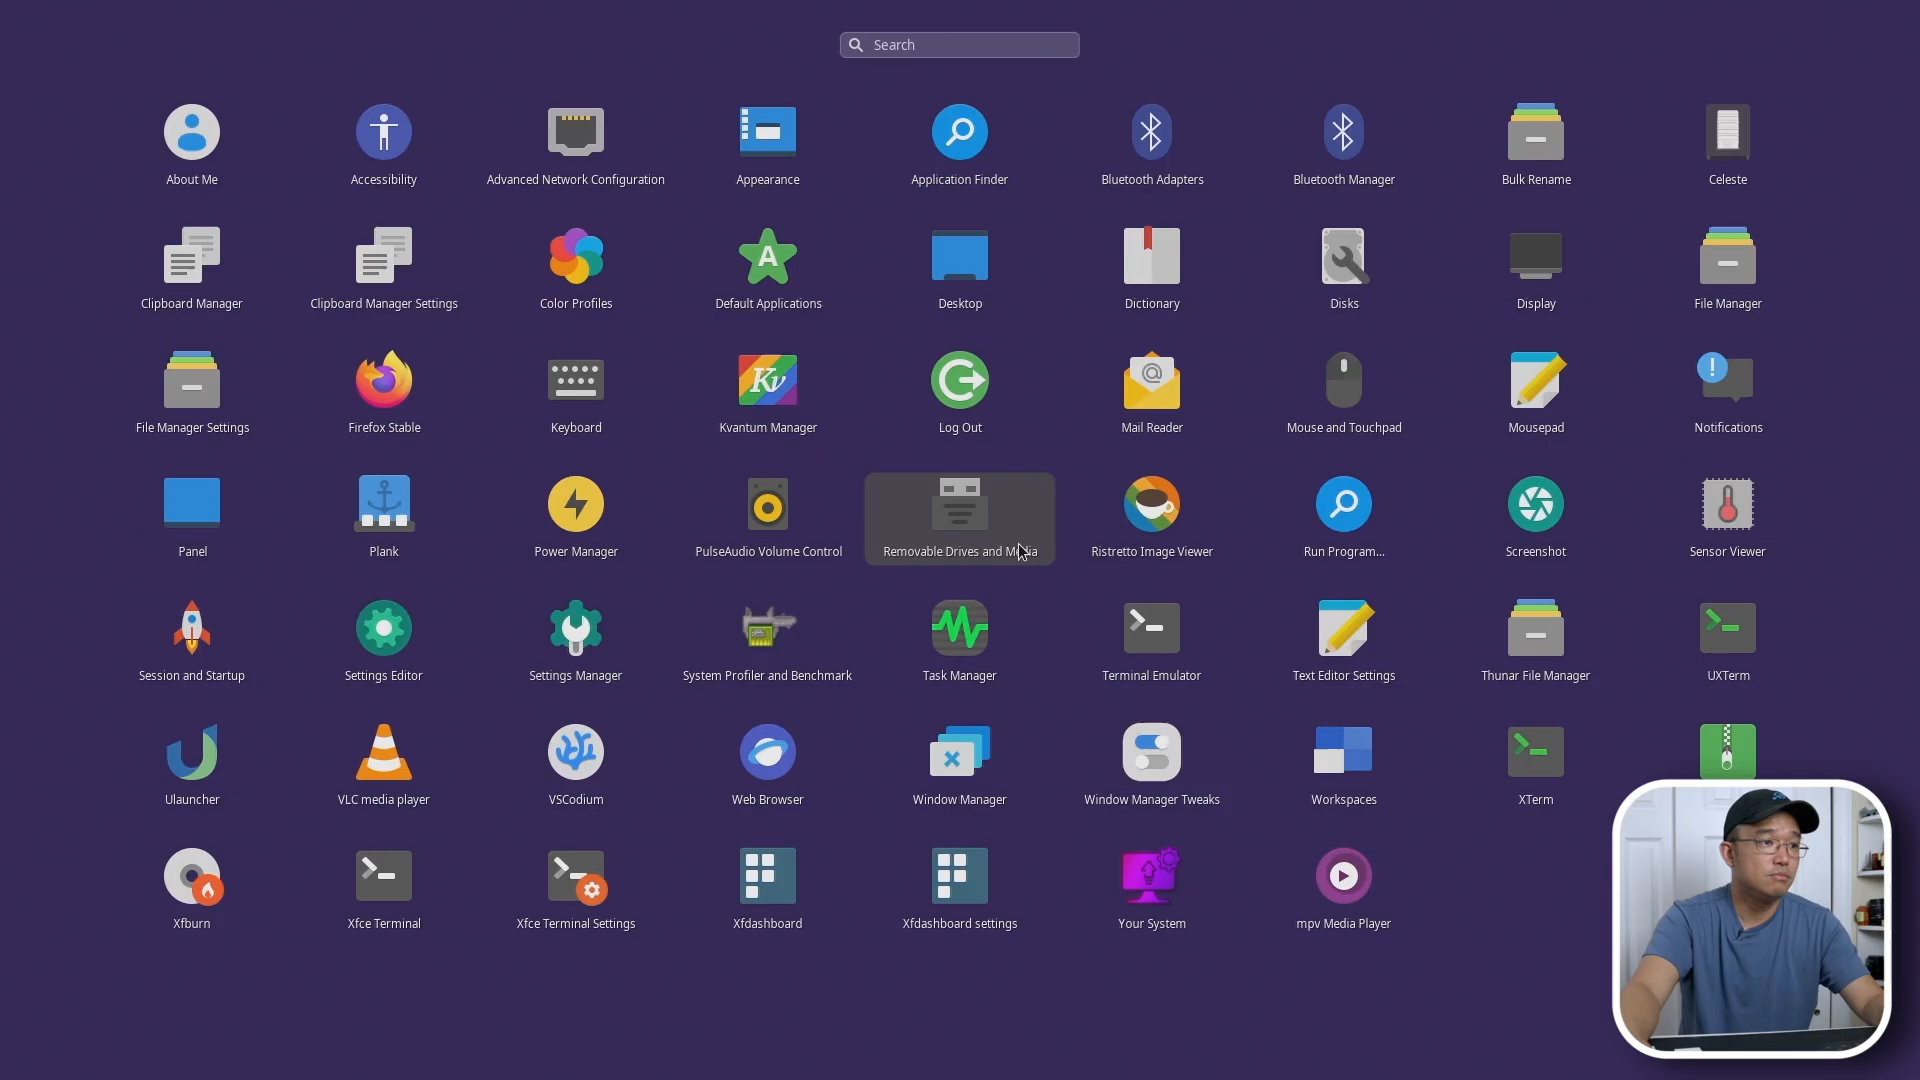 Search
About Me
Accessibility
Advanced Network Configuration
Appearance
Application Finder
Bluetooth Adapters
Bluetooth Manager
Bulk Rename
Celeste
Clipboard Manager
Clipboard Manager Settings
Color Profiles
A
Default Applications
Desktop
Dictionary
Disks
Display
File Manager
File Manager Settings
Firefox Stable
Keyboard
Kv
Kvantum Manager
Log Out
@
Mail Reader
Mouse and Touchpad
Mousepad
!
Notifications
Panel
Plank
Power Manager
PulseAudio Volume Control
Removable Drives and Media
Ristretto Image Viewer
Run Program...
Screenshot
Sensor Viewer
Session and Startup
Settings Editor
Settings Manager
System Profiler and Benchmark
Task Manager
Terminal Emulator
Text Editor Settings
Thunar File Manager
UXTerm
Ulauncher
VLC media player
VSCodium
Web Browser
Window Manager
Window Manager Tweaks
Workspaces
XTerm
Xfburn
Xfce Terminal
Xfce Terminal Settings
Xfdashboard
Xfdashboard settings
Your System
mpv Media Player